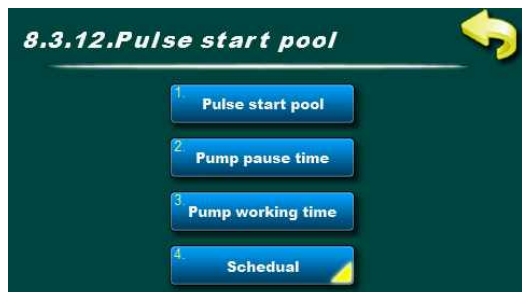 8.3.12.Pulse start pool
1. Pulse start pool
2. Pump pause time
3. Pump working time
4. Schedual